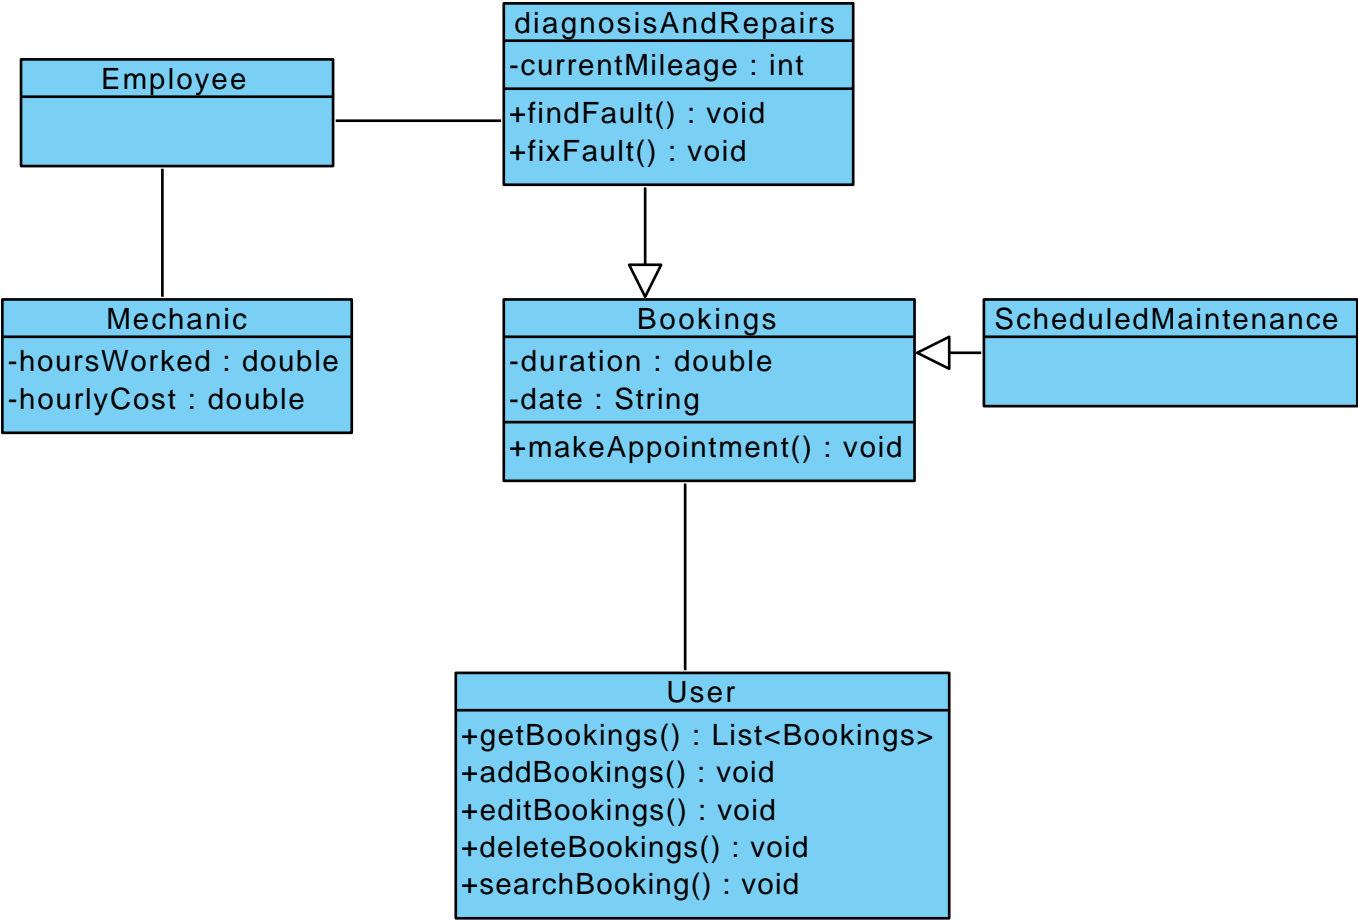 diagnosisAndRepairs
-currentMileage : int
+findFault() : void
+fixFault() : void
Employee
Mechanic
-hoursWorked : double
-hourlyCost : double
Bookings
-duration : double
-date : String
+makeAppointment() : void
ScheduledMaintenance
User
+getBookings() : List<Bookings>
+addBookings() : void
+editBookings() : void
+deleteBookings() : void
+searchBooking() : void